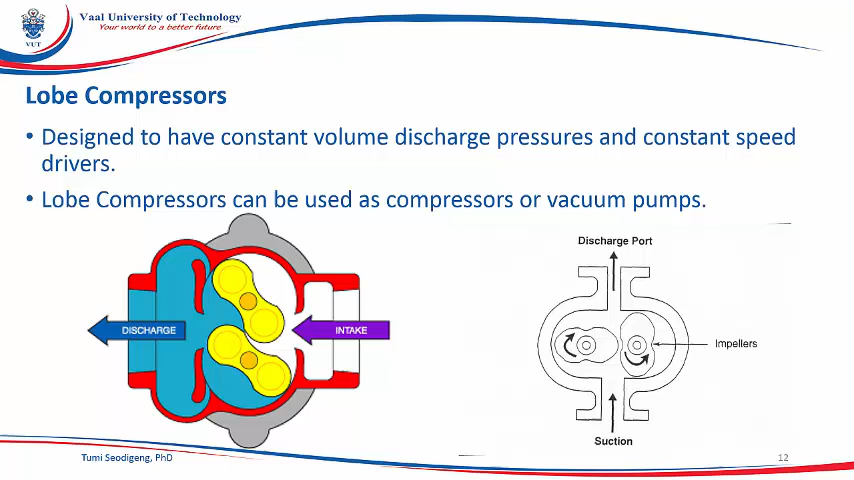 Vaal University of Technology
Your world to a better future
VUT
Lobe Compressors
• Designed to have constant volume discharge pressures and constant speed
drivers.
• Lobe Compressors can be used as compressors or vacuum pumps.
DISCHARGE
INTAKE
Discharge Port
Impellers
Suction
Tumi Seodigeng, PhD
12